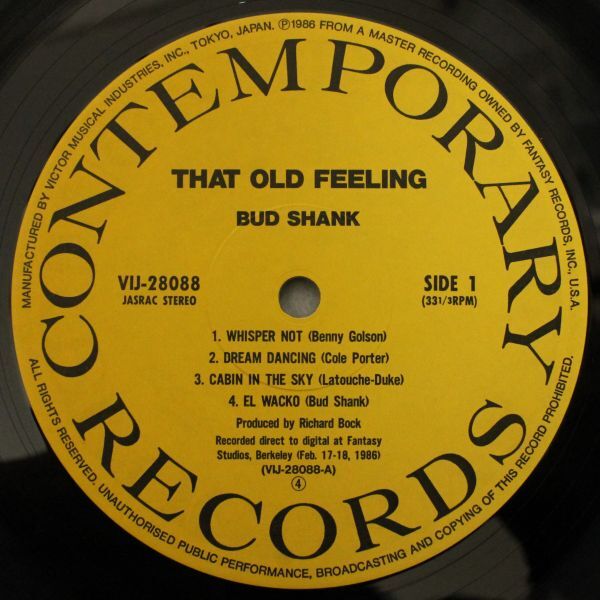 MANUFACTURED BY VICTOR MUSICAL INDUSTRIES, INC., TOKYO, JAPAN. Ⓟ1986 FROM A MASTER RECORDING OWNED BY FANTASY RECORDS, INC., U.S.A.
CONTEMPORARY
THAT OLD FEELING
BUD SHANK
VIJ-28088
JASRAC STEREO
SIDE 1
(33 1/3RPM)
1. WHISPER NOT (Benny Golson)
2. DREAM DANCING (Cole Porter)
3. CABIN IN THE SKY (Latouche-Duke)
4. EL WACKO (Bud Shank)
Produced by Richard Bock
Recorded direct to digital at Fantasy
Studios, Berkeley (Feb. 17-18, 1986)
(VIJ-28088-A)
④
RECORDS
ALL RIGHTS RESERVED. UNAUTHORISED PUBLIC PERFORMANCE, BROADCASTING AND COPYING OF THIS RECORD PROHIBITED.